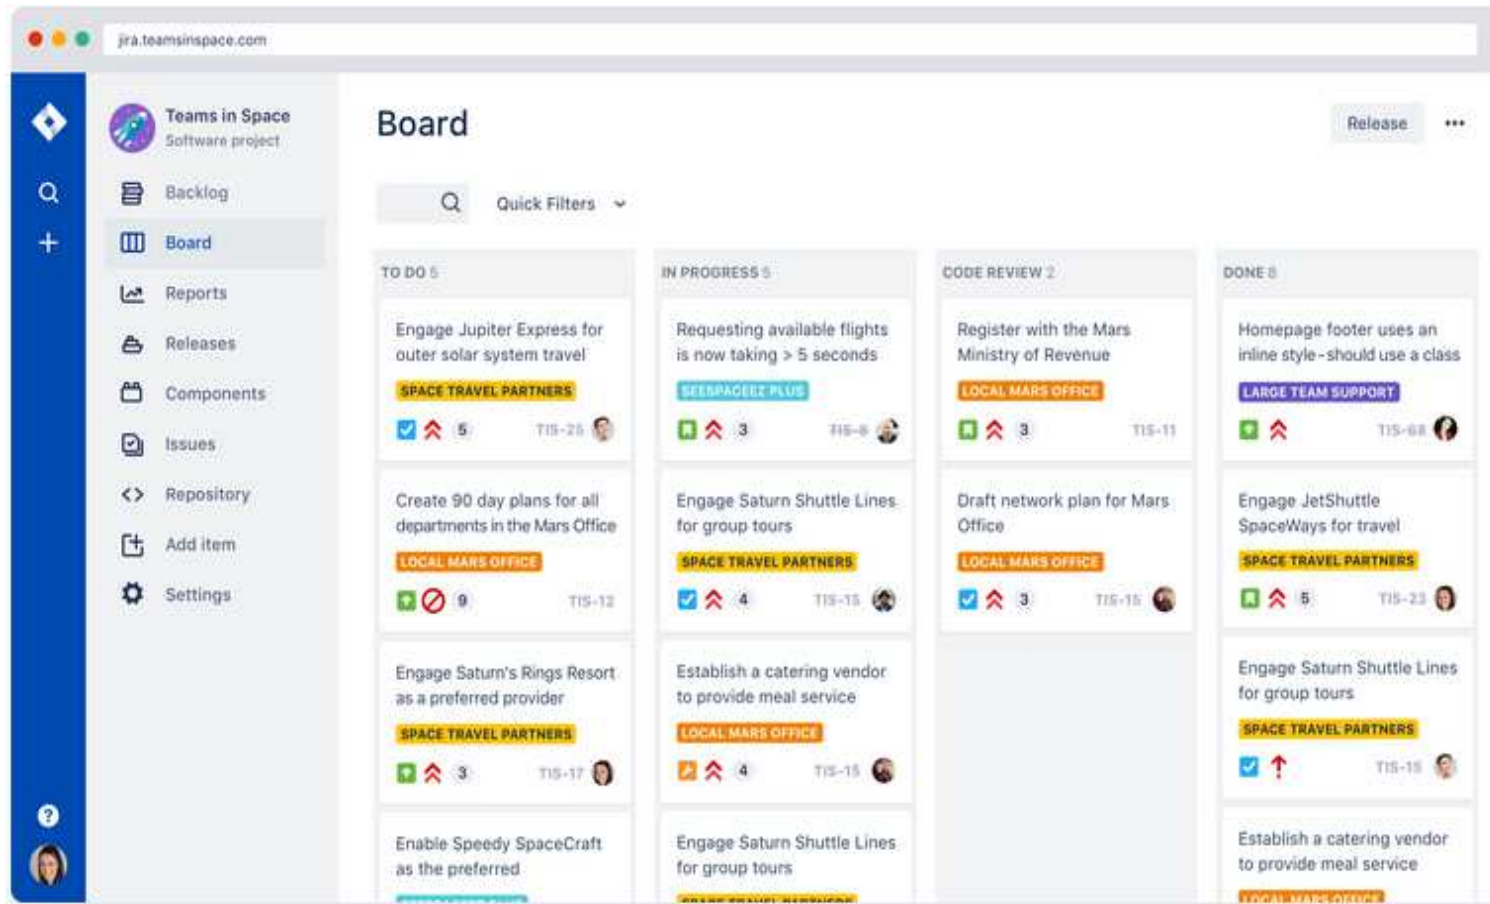 jira.teamsinspace.com
Teams in Space
Software project
Backlog
Board
Reports
Releases
Components
Issues
Repository
Add item
Settings
Board
Release
Quick Filters
TO DO 5
Engage Jupiter Express for
outer solar system travel
SPACE TRAVEL PARTNERS
5 TIS-25
Create 90 day plans for all
departments in the Mars Office
LOCAL MARS OFFICE
9 TIS-12
Engage Saturn's Rings Resort
as a preferred provider
SPACE TRAVEL PARTNERS
3 TIS-17
Enable Speedy SpaceCraft
as the preferred
IN PROGRESS 5
Requesting available flights
is now taking > 5 seconds
SEESPACEEZ PLUS
3 TIS-8
Engage Saturn Shuttle Lines
for group tours
SPACE TRAVEL PARTNERS
4 TIS-15
Establish a catering vendor
to provide meal service
LOCAL MARS OFFICE
4 TIS-15
Engage Saturn Shuttle Lines
for group tours
SPACE TRAVEL PARTNERS
CODE REVIEW 2
Register with the Mars
Ministry of Revenue
LOCAL MARS OFFICE
3 TIS-11
Draft network plan for Mars
Office
LOCAL MARS OFFICE
3 TIS-15
DONE 8
Homepage footer uses an
inline style-should use a class
LARGE TEAM SUPPORT
TIS-68
Engage JetShuttle
SpaceWays for travel
SPACE TRAVEL PARTNERS
5 TIS-23
Engage Saturn Shuttle Lines
for group tours
SPACE TRAVEL PARTNERS
TIS-15
Establish a catering vendor
to provide meal service
LOCAL MARS OFFICE